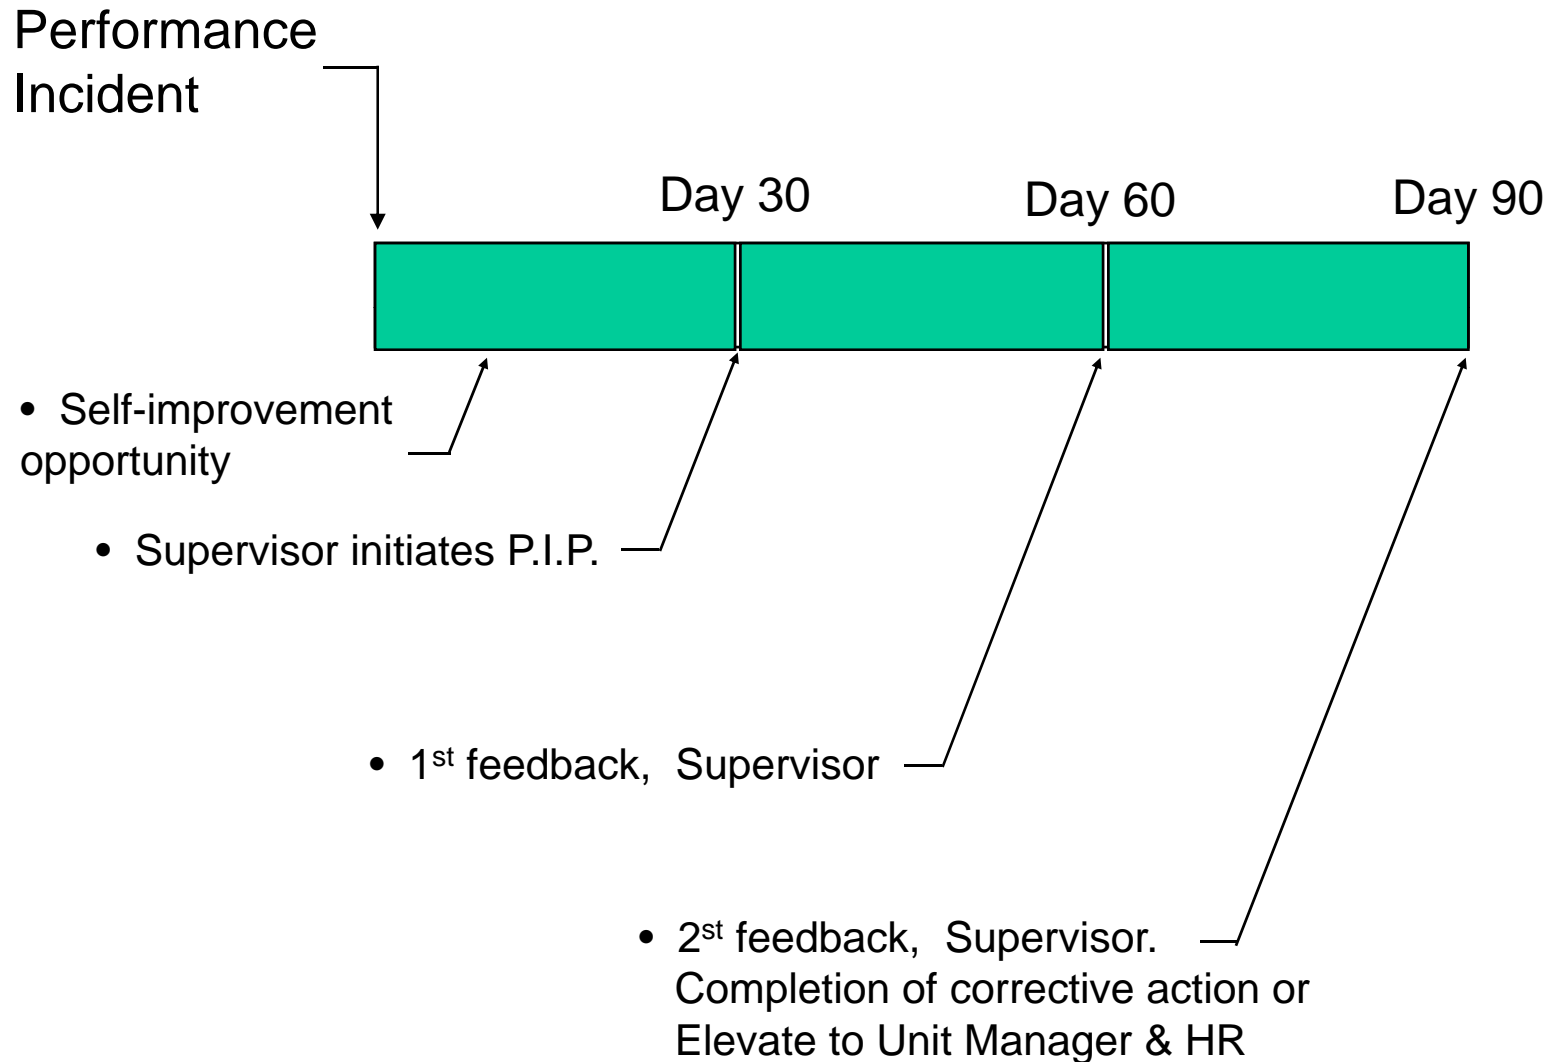 Performance
Incident
Day 30
Day 60
Day 90
• Self-improvement
opportunity
• Supervisor initiates P.I.P.
• 1st feedback, Supervisor
• 2st feedback, Supervisor.
Completion of corrective action or
Elevate to Unit Manager & HR